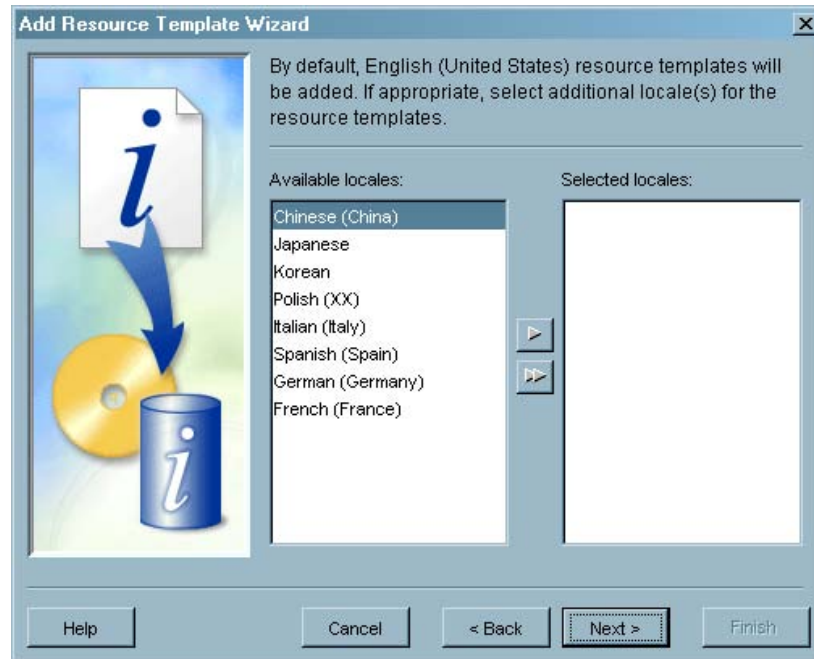 Add Resource Template Wizard
By default, English (United States) resource templates will
be added. If appropriate, select additional locale(s) for the
resource templates.
Available locales:
Selected locales:
Chinese (China)
Japanese
Korean
Polish (XX)
Italian (Italy)
Spanish (Spain)
German (Germany)
French (France)
i
i
Help
Cancel
< Back
Next >
Finish